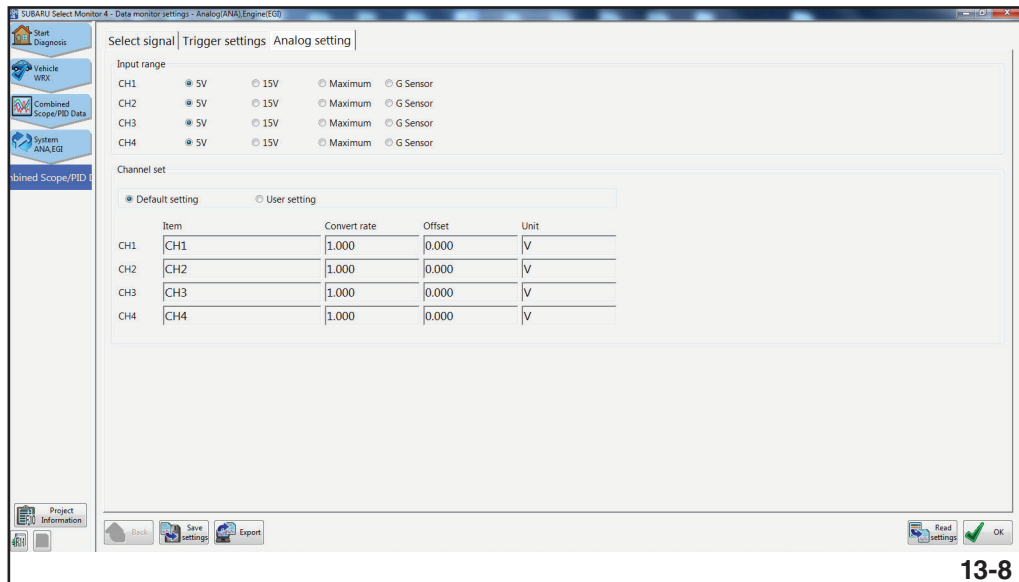 SUBARU Select Monitor 4 - Data monitor settings - Analog(ANA),Engine(EGI)
Start
Diagnosis
Vehicle
WRX
Combined
Scope/PID Data
System
ANA,EGI
bined Scope/PID D
Select signal Trigger settings Analog setting
Input range
CH1 5V 15V Maximum G Sensor
CH2 5V 15V Maximum G Sensor
CH3 5V 15V Maximum G Sensor
CH4 5V 15V Maximum G Sensor
Channel set
Default setting User setting
Item Convert rate Offset Unit
CH1 CH1 1.000 0.000 V
CH2 CH2 1.000 0.000 V
CH3 CH3 1.000 0.000 V
CH4 CH4 1.000 0.000 V
Project
Information
Back
Save
settings
Export
Read
settings
OK
13-8